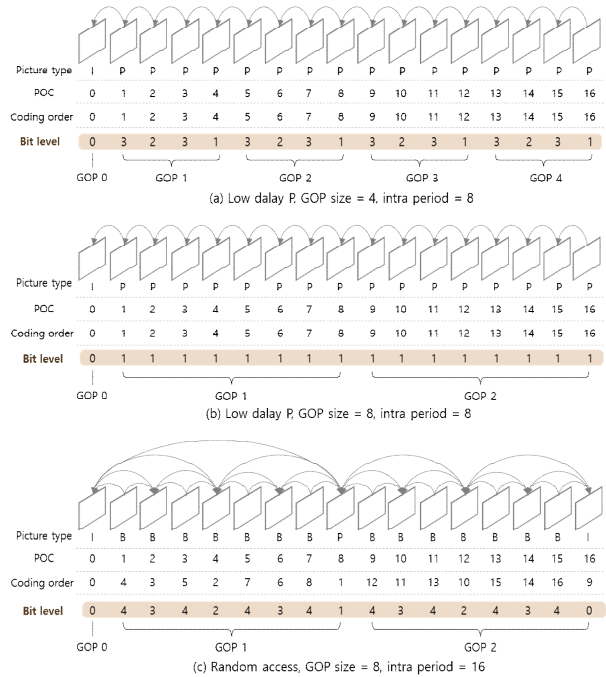 Picture type I P P P P P P P P P P P P P P P P
POC 0 1 2 3 4 5 6 7 8 9 10 11 12 13 14 15 16
Coding order 0 1 2 3 4 5 6 7 8 9 10 11 12 13 14 15 16
Bit level 0 3 2 3 1 3 2 3 1 3 2 3 1 3 2 3 1
GOP 0 GOP 1 GOP 2 GOP 3 GOP 4
(a) Low dalay P, GOP size = 4, intra period = 8
Picture type I P P P P P P P P P P P P P P P P
POC 0 1 2 3 4 5 6 7 8 9 10 11 12 13 14 15 16
Coding order 0 1 2 3 4 5 6 7 8 9 10 11 12 13 14 15 16
Bit level 0 1 1 1 1 1 1 1 1 1 1 1 1 1 1 1 1
GOP 0 GOP 1 GOP 2
(b) Low dalay P, GOP size = 8, intra period = 8
Picture type I B B B B B B B P B B B B B B B I
POC 0 1 2 3 4 5 6 7 8 9 10 11 12 13 14 15 16
Coding order 0 4 3 5 2 7 6 8 1 12 11 13 10 15 14 16 9
Bit level 0 4 3 4 2 4 3 4 1 4 3 4 2 4 3 4 0
GOP 0 GOP 1 GOP 2
(c) Random access, GOP size = 8, intra period = 16